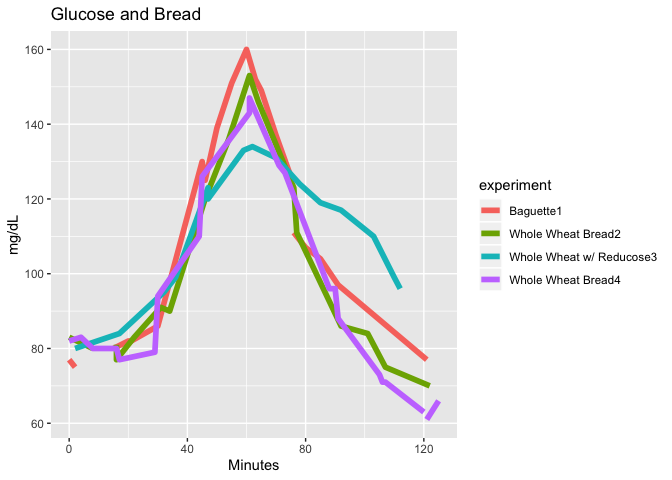 Glucose and Bread
160
140
120
100
80
60
mg/dL
0
40
80
120
Minutes
experiment
Baguette1
Whole Wheat Bread2
Whole Wheat w/ Reducose3
Whole Wheat Bread4